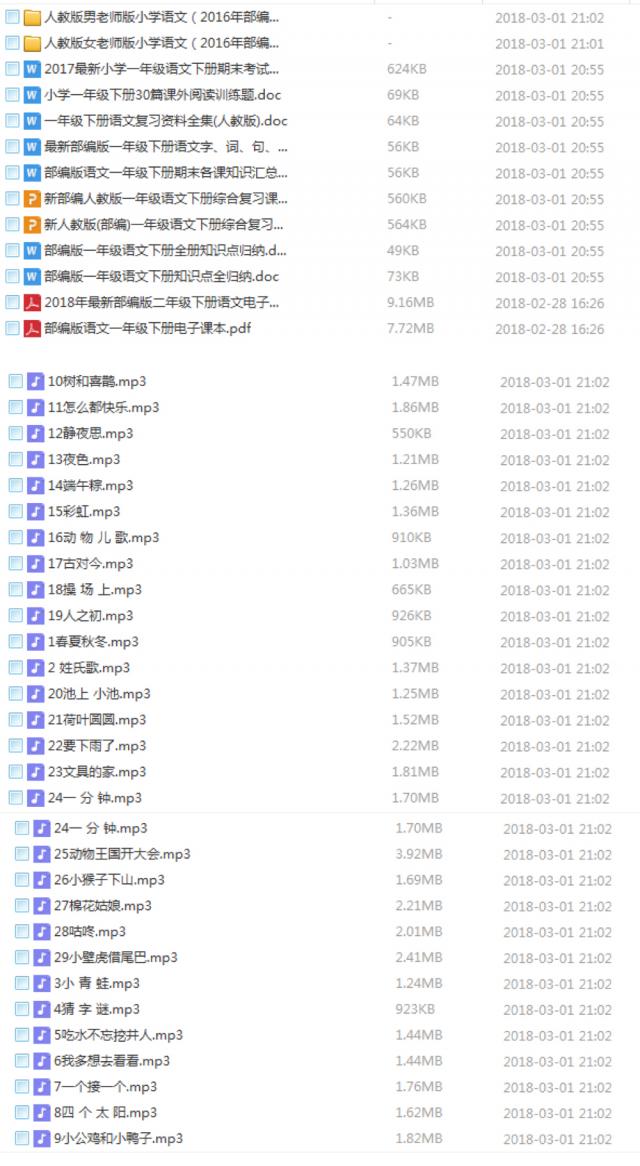 人教版男老师版小学语文（2016年部编... - 2018-03-01 21:02
人教版女老师版小学语文（2016年部编... - 2018-03-01 21:01
2017最新小学一年级语文下册期末考试... 624KB 2018-03-01 20:55
小学一年级下册30篇课外阅读训练题.doc 69KB 2018-03-01 20:55
一年级下册语文复习资料全集(人教版).doc 64KB 2018-03-01 20:55
最新部编版一年级下册语文字、词、句、... 56KB 2018-03-01 20:55
部编版语文一年级下册期末各课知识汇总... 56KB 2018-03-01 20:55
新部编人教版一年级语文下册综合复习课... 560KB 2018-03-01 20:55
新人教版(部编)一年级语文下册综合复习... 564KB 2018-03-01 20:55
部编版一年级语文下册全册知识点归纳.d... 49KB 2018-03-01 20:55
部编版一年级语文下册知识点全归纳.doc 73KB 2018-03-01 20:55
2018年最新部编版二年级下册语文电子... 9.16MB 2018-02-28 16:26
部编版语文一年级下册电子课本.pdf 7.72MB 2018-02-28 16:26
10树和喜鹊.mp3 1.47MB 2018-03-01 21:02
11怎么都快乐.mp3 1.86MB 2018-03-01 21:02
12静夜思.mp3 550KB 2018-03-01 21:02
13夜色.mp3 1.21MB 2018-03-01 21:02
14端午粽.mp3 1.26MB 2018-03-01 21:02
15彩虹.mp3 1.36MB 2018-03-01 21:02
16动 物 儿 歌.mp3 910KB 2018-03-01 21:02
17古对今.mp3 1.03MB 2018-03-01 21:02
18操 场 上.mp3 665KB 2018-03-01 21:02
19人之初.mp3 926KB 2018-03-01 21:02
1春夏秋冬.mp3 905KB 2018-03-01 21:02
2 姓氏歌.mp3 1.37MB 2018-03-01 21:02
20池上 小池.mp3 1.25MB 2018-03-01 21:02
21荷叶圆圆.mp3 1.52MB 2018-03-01 21:02
22要下雨了.mp3 2.22MB 2018-03-01 21:02
23文具的家.mp3 1.81MB 2018-03-01 21:02
24一 分 钟.mp3 1.70MB 2018-03-01 21:02
24一 分 钟.mp3 1.70MB 2018-03-01 21:02
25动物王国开大会.mp3 3.92MB 2018-03-01 21:02
26小猴子下山.mp3 1.69MB 2018-03-01 21:02
27棉花姑娘.mp3 2.21MB 2018-03-01 21:02
28咕咚.mp3 2.01MB 2018-03-01 21:02
29小壁虎借尾巴.mp3 2.41MB 2018-03-01 21:02
3小 青 蛙.mp3 1.24MB 2018-03-01 21:02
4猜 字 谜.mp3 923KB 2018-03-01 21:02
5吃水不忘挖井人.mp3 1.44MB 2018-03-01 21:02
6我多想去看看.mp3 1.44MB 2018-03-01 21:02
7一个接一个.mp3 1.76MB 2018-03-01 21:02
8四 个 太 阳.mp3 1.62MB 2018-03-01 21:02
9小公鸡和小鸭子.mp3 1.82MB 2018-03-01 21:02